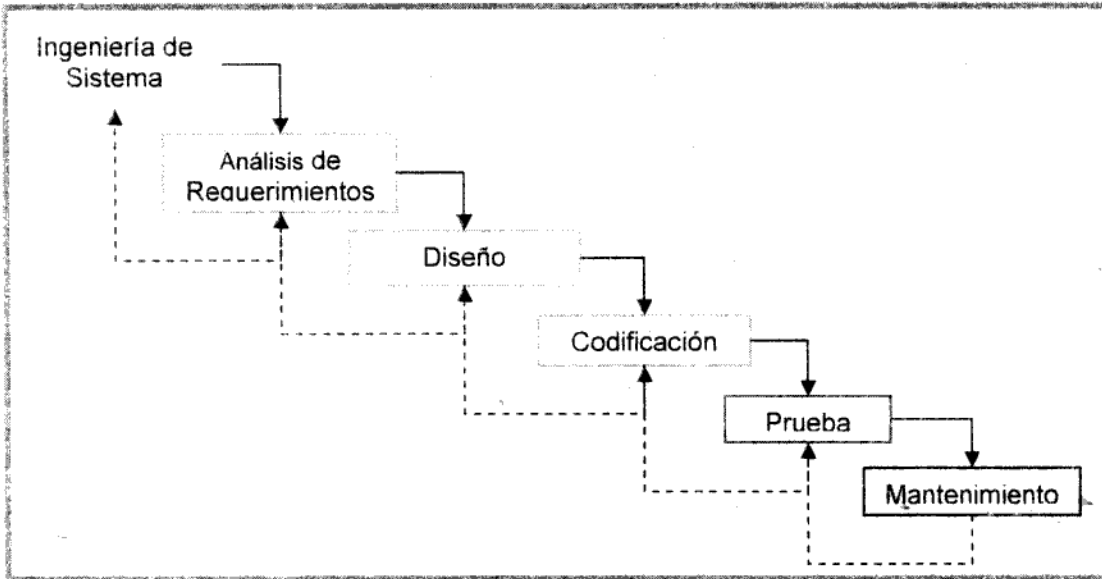 Ingeniería de
Sistema
Análisis de
Requerimientos
Diseño
Codificación
Prueba
Mantenimiento